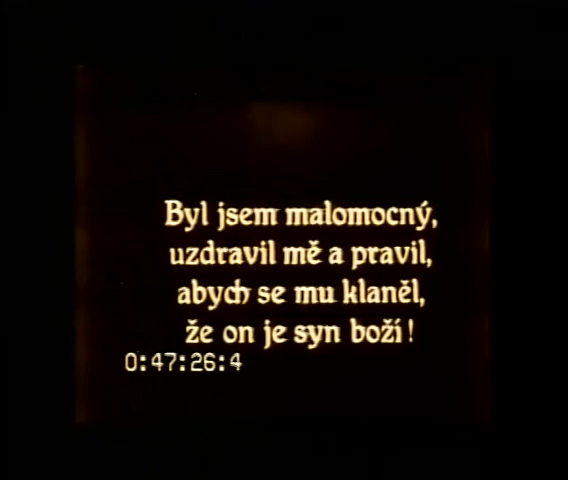 Byl jsem malomocný,
uzdravil mě a pravil,
abych se mu klaněl,
že on je syn boží!
0:47:26:4